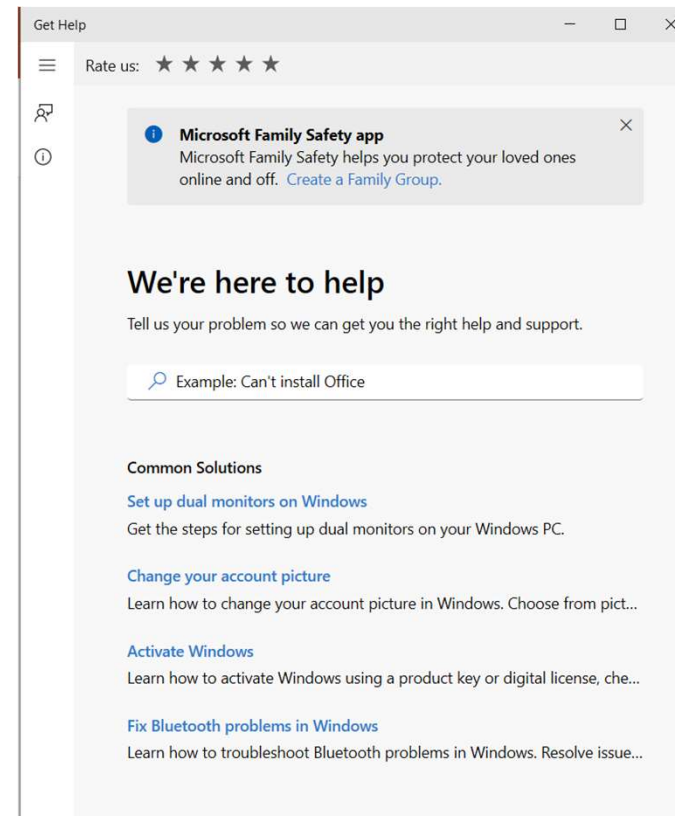 Get Help
Rate us:
Microsoft Family Safety app
Microsoft Family Safety helps you protect your loved ones
online and off. Create a Family Group.
We're here to help
Tell us your problem so we can get you the right help and support.
Example: Can't install Office
Common Solutions
Set up dual monitors on Windows
Get the steps for setting up dual monitors on your Windows PC.
Change your account picture
Learn how to change your account picture in Windows. Choose from pict...
Activate Windows
Learn how to activate Windows using a product key or digital license, che...
Fix Bluetooth problems in Windows
Learn how to troubleshoot Bluetooth problems in Windows. Resolve issue...